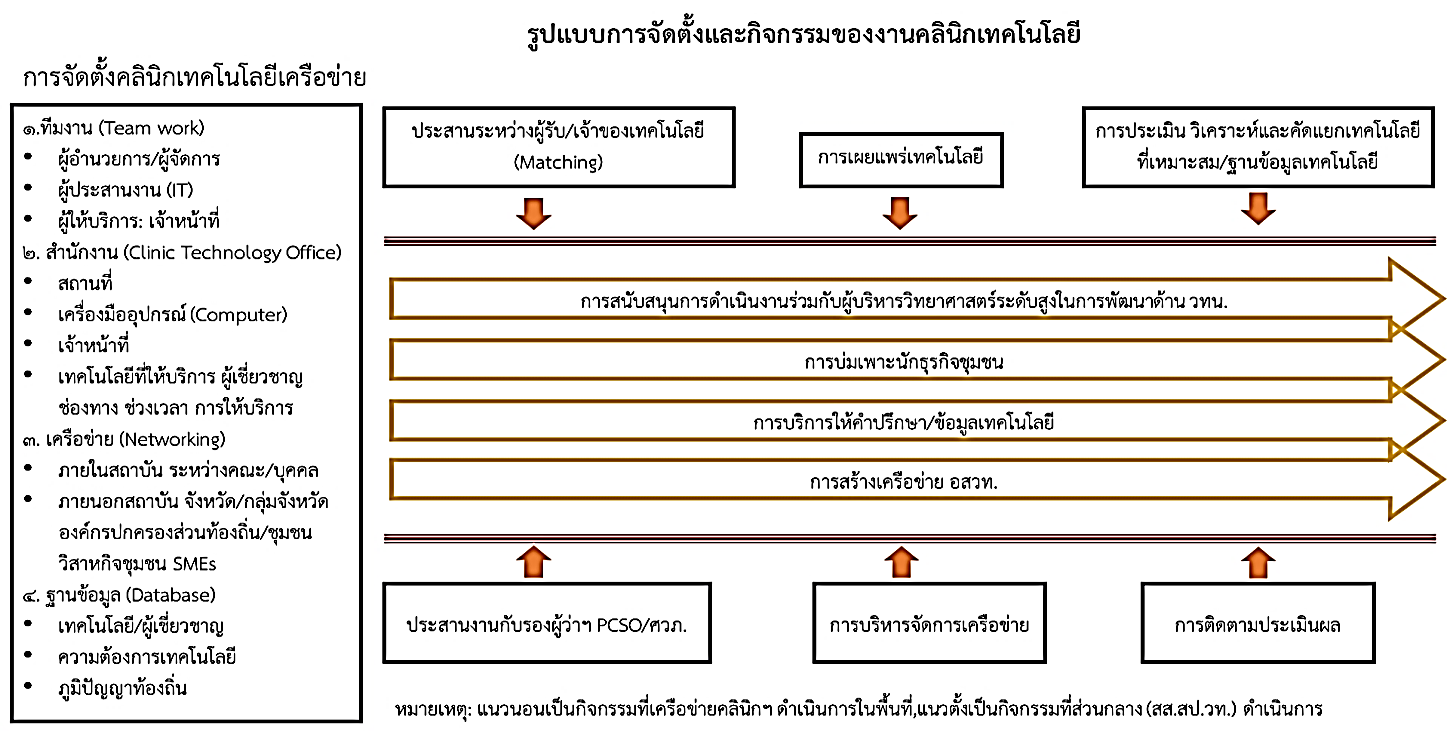 รูปแบบการจัดตั้งและกิจกรรมของงานคลินิกเทคโนโลยี
การจัดตั้งคลินิกเทคโนโลยีเครือข่าย
๑.ทีมงาน (Team work)
• ผู้อำนวยการ/ผู้จัดการ
• ผู้ประสานงาน (IT)
• ผู้ให้บริการ: เจ้าหน้าที่
๒. สำนักงาน (Clinic Technology Office)
• สถานที่
• เครื่องมืออุปกรณ์ (Computer)
• เจ้าหน้าที่
• เทคโนโลยีที่ให้บริการ ผู้เชี่ยวชาญ
ช่องทาง ช่วงเวลา การให้บริการ
๓. เครือข่าย (Networking)
• ภายในสถาบัน ระหว่างคณะ/บุคคล
• ภายนอกสถาบัน จังหวัด/กลุ่มจังหวัด
องค์กรปกครองส่วนท้องถิ่น/ชุมชน
วิสาหกิจชุมชน SMEs
๔. ฐานข้อมูล (Database)
• เทคโนโลยี/ผู้เชี่ยวชาญ
• ความต้องการเทคโนโลยี
• ภูมิปัญญาท้องถิ่น
ประสานระหว่างผู้รับ/เจ้าของเทคโนโลยี
(Matching)
การเผยแพร่เทคโนโลยี
การประเมิน วิเคราะห์และคัดแยกเทคโนโลยี
ที่เหมาะสม/ฐานข้อมูลเทคโนโลยี
การสนับสนุนการดำเนินงานร่วมกับผู้บริหารวิทยาศาสตร์ระดับสูงในการพัฒนาด้าน วทน.
การบ่มเพาะนักธุรกิจชุมชน
การบริการให้คำปรึกษา/ข้อมูลเทคโนโลยี
การสร้างเครือข่าย อสวท.
ประสานงานกับรองผู้ว่าฯ PCSO/ศวภ.
การบริหารจัดการเครือข่าย
การติดตามประเมินผล
หมายเหตุ: แนวนอนเป็นกิจกรรมที่เครือข่ายคลินิกฯ ดำเนินการในพื้นที่,แนวตั้งเป็นกิจกรรมที่ส่วนกลาง (สส.สป.วท.) ดำเนินการ